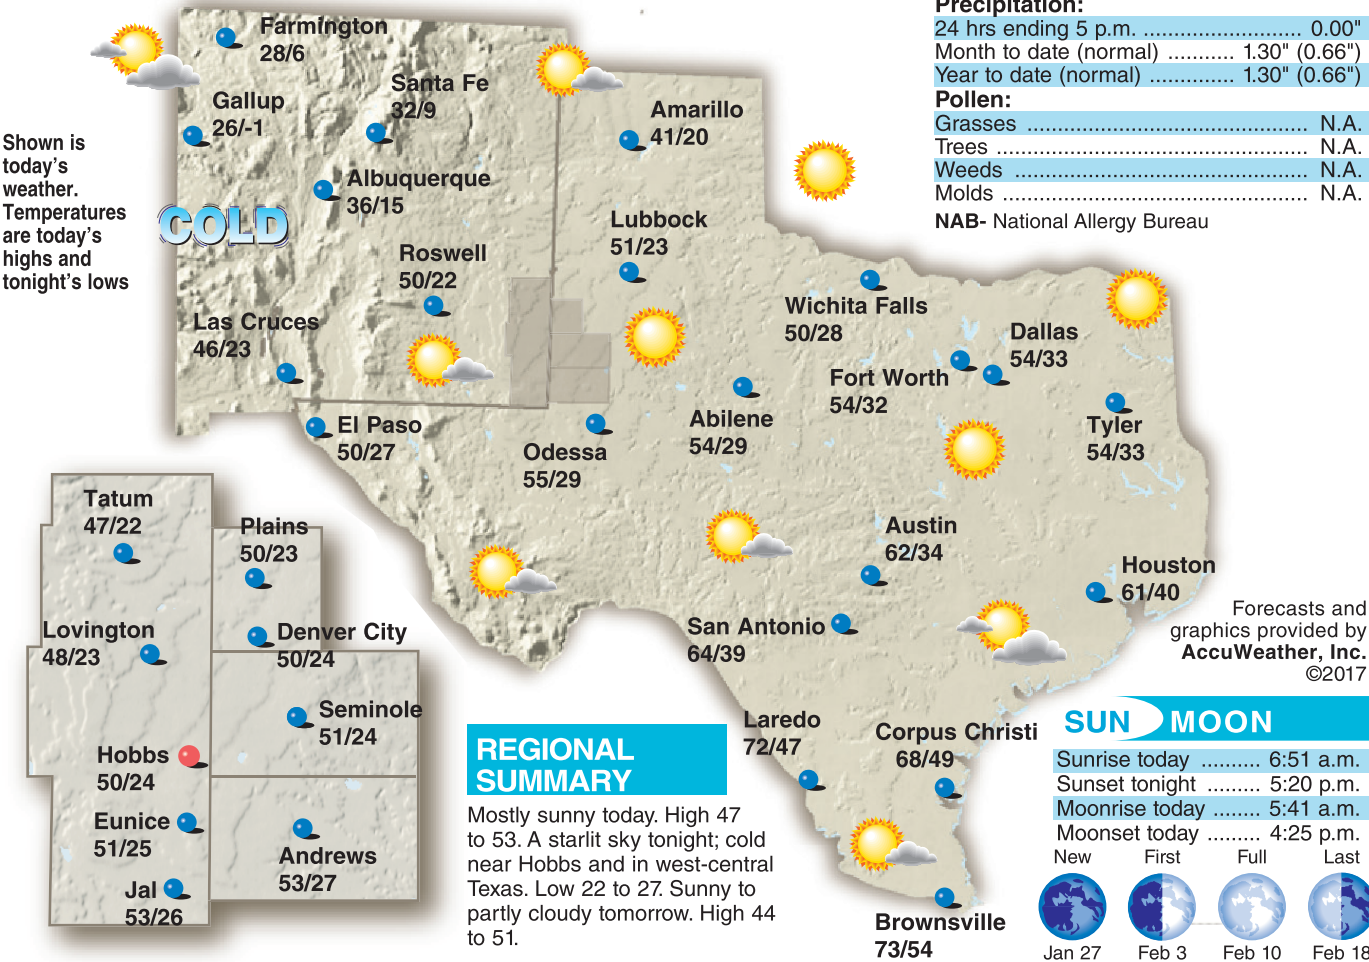 Precipitation:
24 hrs ending 5 p.m. .......................... 0.00"
Month to date (normal) ........... 1.30" (0.66")
Year to date (normal) .............. 1.30" (0.66")
Pollen:
Grasses .............................................. N.A.
Trees ................................................... N.A.
Weeds ................................................. N.A.
Molds .................................................. N.A.
NAB- National Allergy Bureau
Shown is
today's
weather.
Temperatures
are today's
highs and
tonight's lows
Farmington
28/6
Santa Fe
32/9
Gallup
26/-1
Albuquerque
36/15
COLD
Roswell
50/22
Las Cruces
46/23
Amarillo
41/20
Lubbock
51/23
Wichita Falls
50/28
Dallas
54/33
Fort Worth
54/32
Tyler
54/33
Abilene
54/29
El Paso
50/27
Odessa
55/29
Austin
62/34
Houston
61/40
San Antonio
64/39
Laredo
72/47
Corpus Christi
68/49
Brownsville
73/54
Tatum
47/22
Plains
50/23
Lovington
48/23
Denver City
50/24
Seminole
51/24
Hobbs
50/24
Eunice
51/25
Andrews
53/27
Jal
53/26
REGIONAL
SUMMARY
Mostly sunny today. High 47
to 53. A starlit sky tonight; cold
near Hobbs and in west-central
Texas. Low 22 to 27. Sunny to
partly cloudy tomorrow. High 44
to 51.
Forecasts and
graphics provided by
AccuWeather, Inc.
©2017
SUN MOON
Sunrise today .......... 6:51 a.m.
Sunset tonight ......... 5:20 p.m.
Moonrise today ........ 5:41 a.m.
Moonset today ......... 4:25 p.m.
New First Full Last
Jan 27 Feb 3 Feb 10 Feb 18